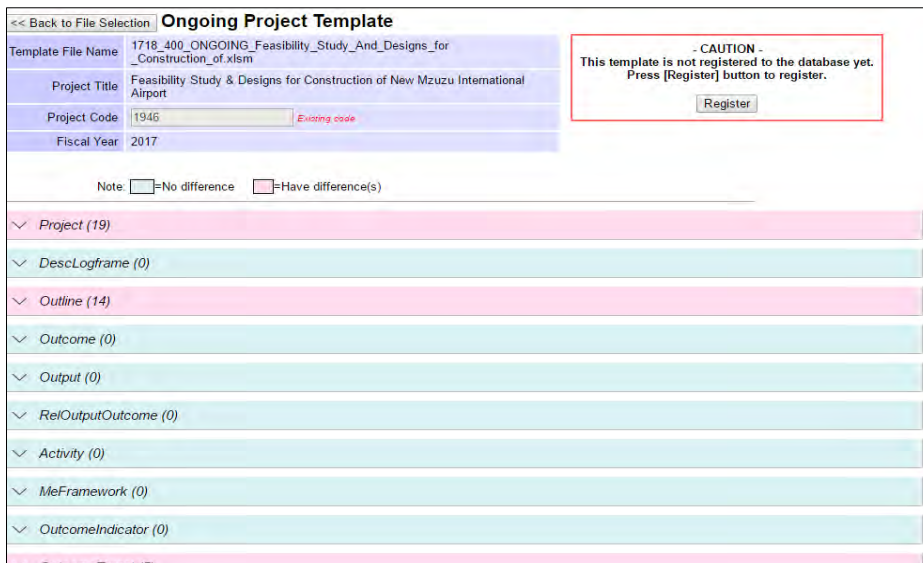 << Back to File Selection
Ongoing Project Template
Template File Name
1718_400_ONGOING_Feasibility_Study_And_Designs_for
_Construction_of.xlsm
Project Title
Feasibility Study & Designs for Construction of New Mzuzu International
Airport
Project Code
1946
Existing code
Fiscal Year
2017
- CAUTION -
This template is not registered to the database yet.
Press [Register] button to register.
Register
Note: =No difference =Have difference(s)
Project (19)
DescLogframe (0)
Outline (14)
Outcome (0)
Output (0)
RelOutputOutcome (0)
Activity (0)
MeFramework (0)
OutcomeIndicator (0)